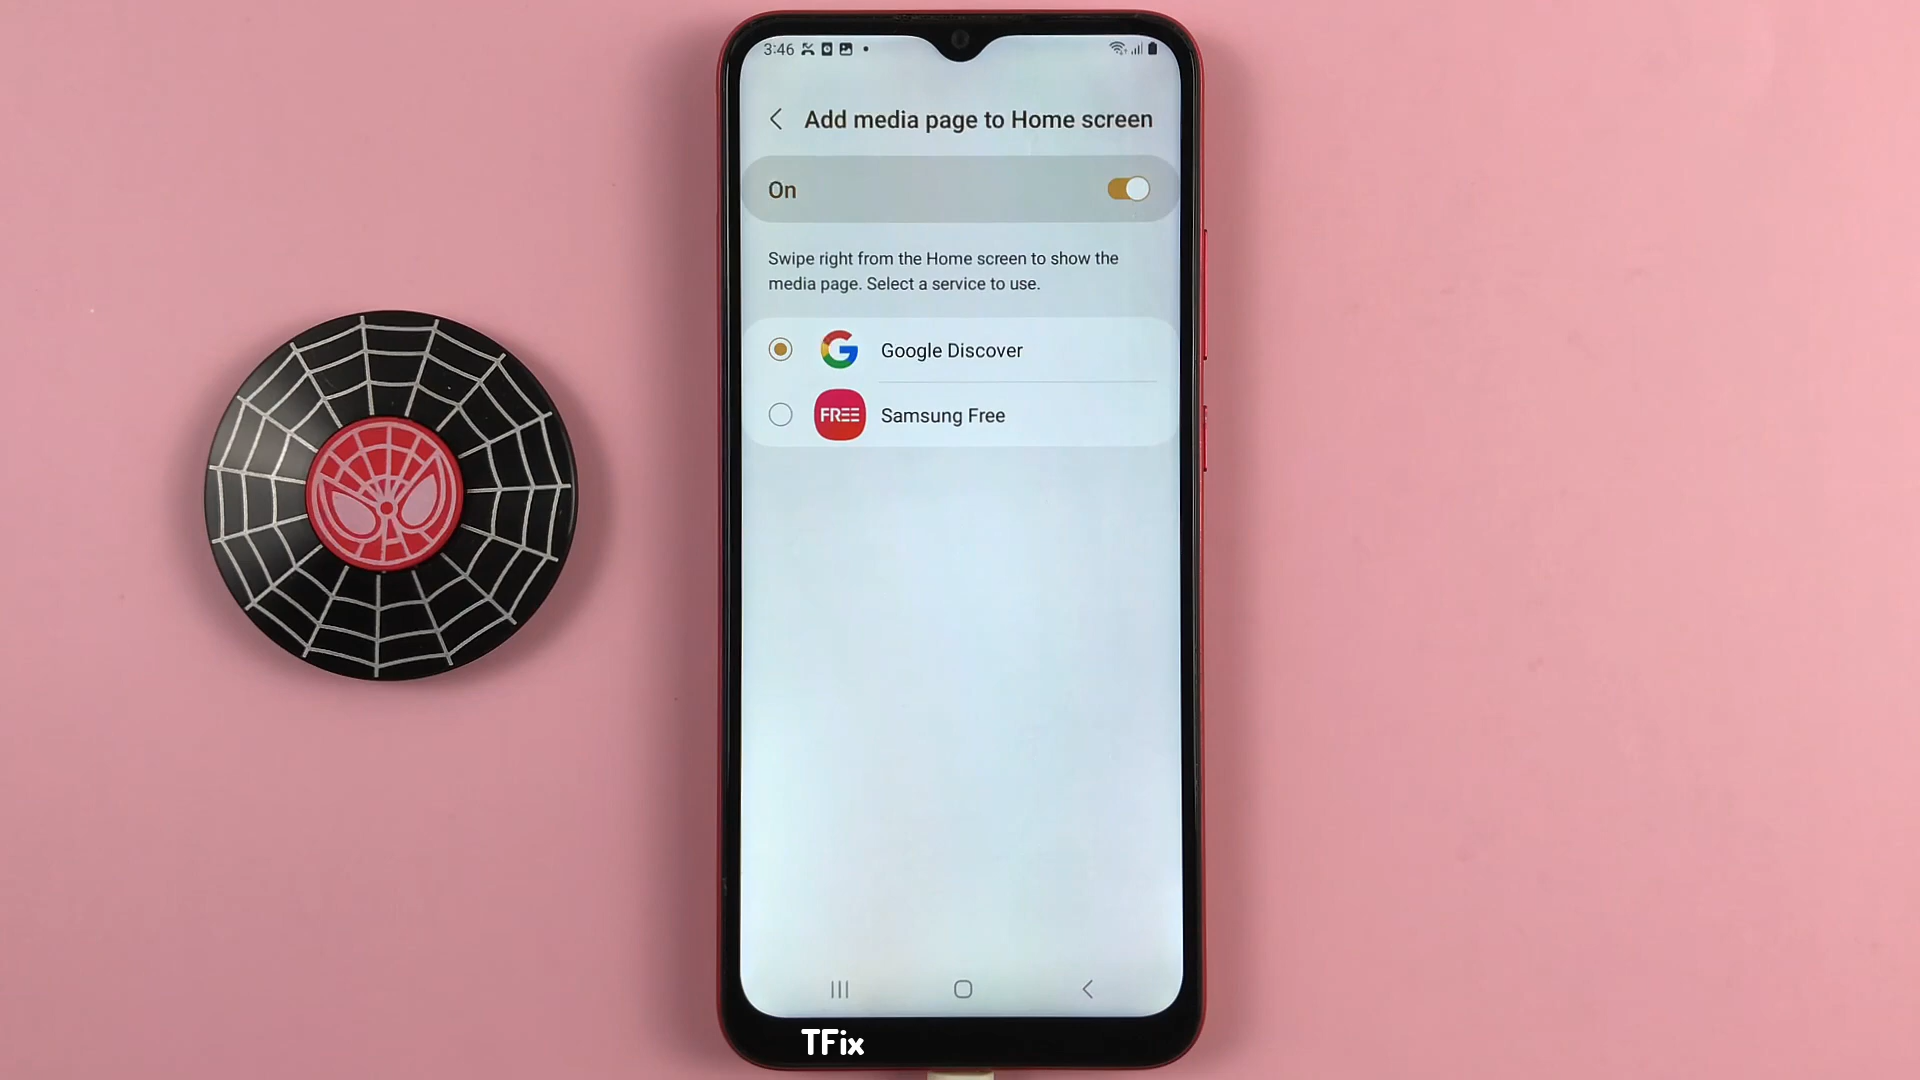 3:46
Add media page to Home screen
On
Swipe right from the Home screen to show the
media page. Select a service to use.
Google Discover
FREE Samsung Free
TFix